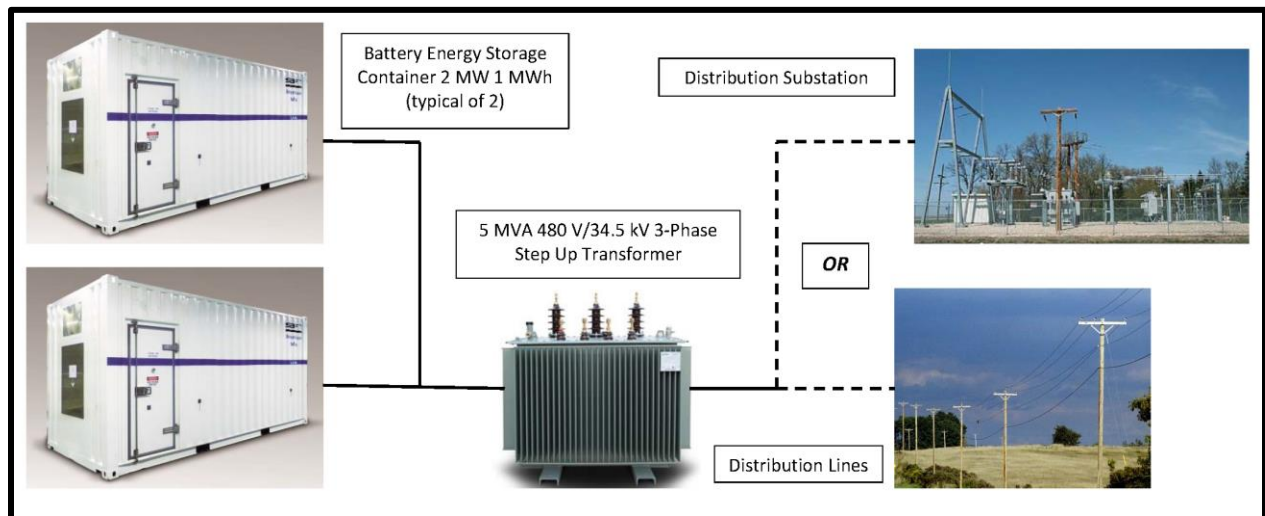 Battery Energy Storage
Container 2 MW 1 MWh
(typical of 2)
Distribution Substation
5 MVA 480 V/34.5 kV 3-Phase
Step Up Transformer
OR
Distribution Lines